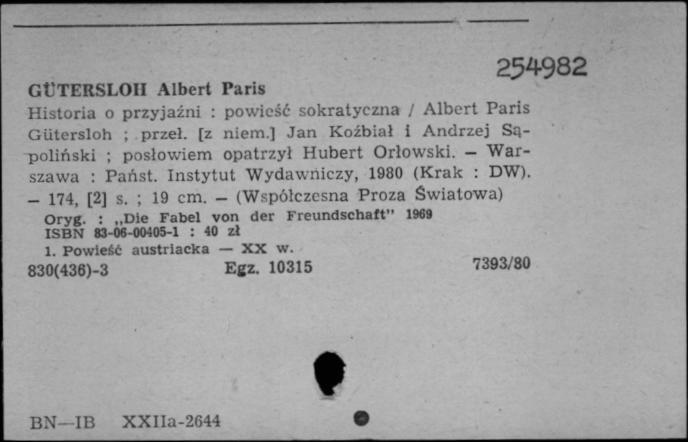 254982
GÜTERSLOH Albert Paris
Historia o przyjaźni : powieść sokratyczna / Albert Paris
Gütersloh ; przeł. [z niem.] Jan Koźbiał i Andrzej Są-
poliński ; posłowiem opatrzył Hubert Orłowski. — War-
szawa : Państ. Instytut Wydawniczy, 1980 (Krak : DW).
— 174, [2] s. ; 19 cm. — (Współczesna Proza Światowa)
Oryg. : „Die Fabel von der Freundschaft" 1969
ISBN 83-06-00405-1 : 40 zł
1. Powieść austriacka — XX w.
830(436)-3 Egz. 10315 7393/80
BN—IB XXIIa-2644